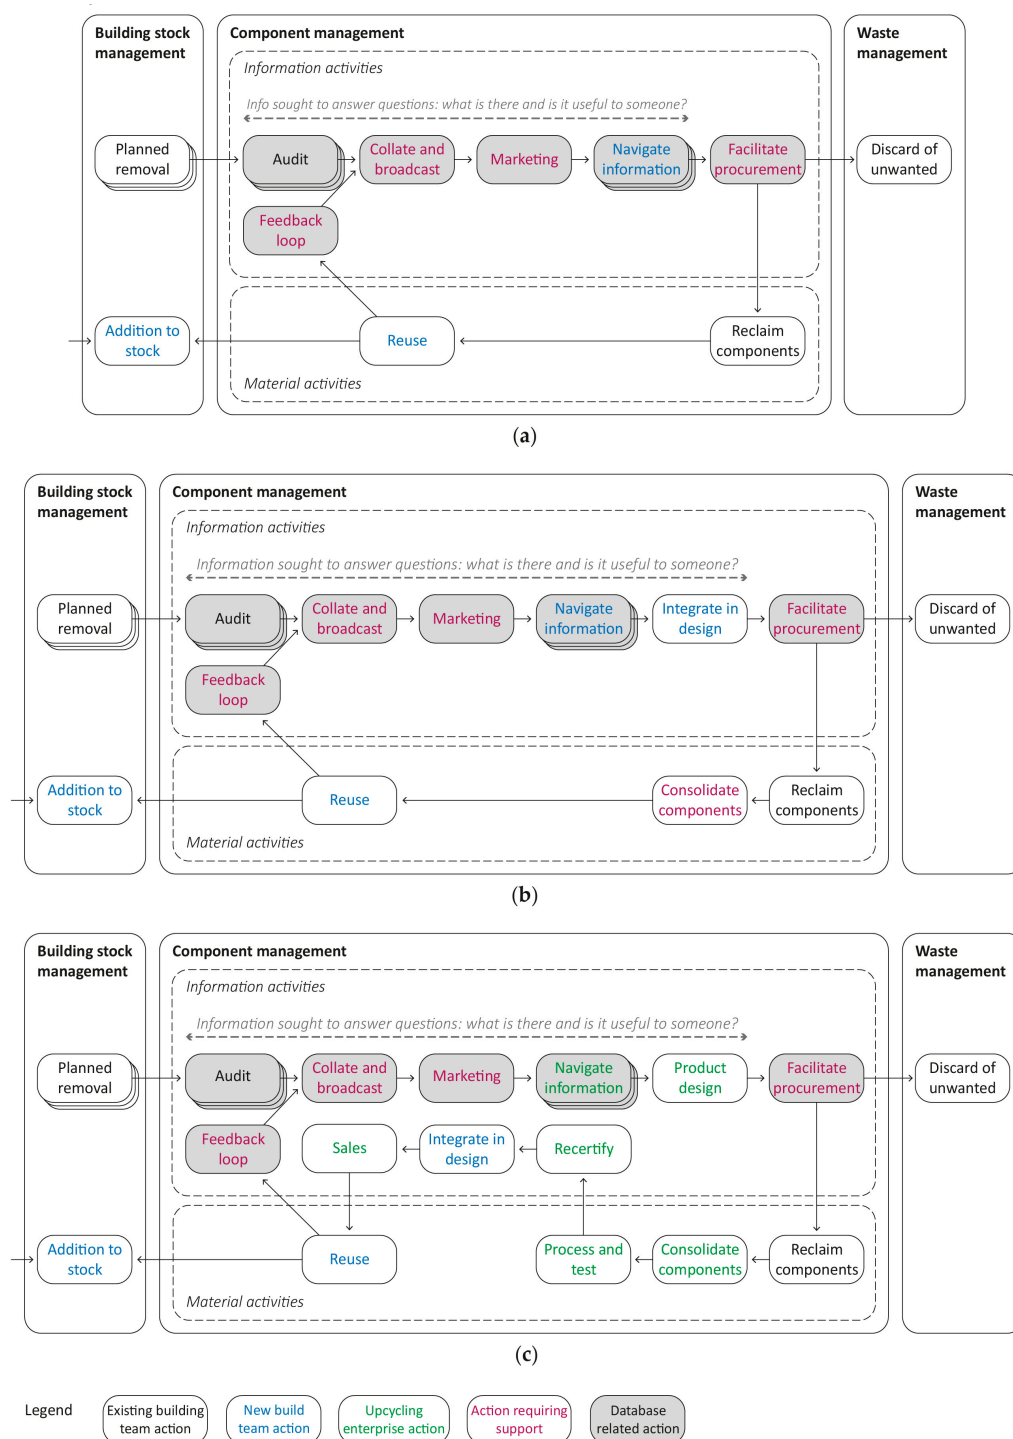 Building stock
management
Component management
Waste
management
Information activities
Info sought to answer questions: what is there and is it useful to someone?
Planned
removal
Audit
Collate and
broadcast
Marketing
Navigate
information
Facilitate
procurement
Discard of
unwanted
Feedback
loop
Addition to
stock
Reuse
Reclaim
components
Material activities
(a)
Building stock
management
Component management
Waste
management
Information activities
Information sought to answer questions: what is there and is it useful to someone?
Planned
removal
Audit
Collate and
broadcast
Marketing
Navigate
information
Integrate in
design
Facilitate
procurement
Discard of
unwanted
Feedback
loop
Addition to
stock
Reuse
Consolidate
components
Reclaim
components
Material activities
(b)
Building stock
management
Component management
Waste
management
Information activities
Information sought to answer questions: what is there and is it useful to someone?
Planned
removal
Audit
Collate and
broadcast
Marketing
Navigate
information
Product
design
Facilitate
procurement
Discard of
unwanted
Feedback
loop
Sales
Integrate in
design
Recertify
Addition to
stock
Reuse
Process and
test
Consolidate
components
Reclaim
components
Material activities
(c)
Legend
Existing building
team action
New build
team action
Upcycling
enterprise action
Action requiring
support
Database
related action